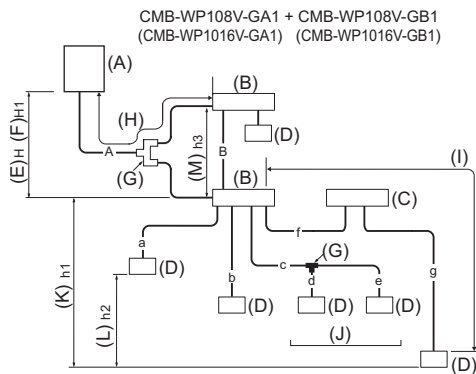 CMB-WP108V-GA1 + CMB-WP108V-GB1
(CMB-WP1016V-GA1) (CMB-WP1016V-GB1)
(A)
(B)
(H)
(D)
(E) H (F) H1
A
(M) h3
B
(G)
(I)
(B)
(C)
f
a
(G)
c
(D)
b
d
e
g
(K) h1
(L) h2
(D)
(D)
(D)
(J)
(D)